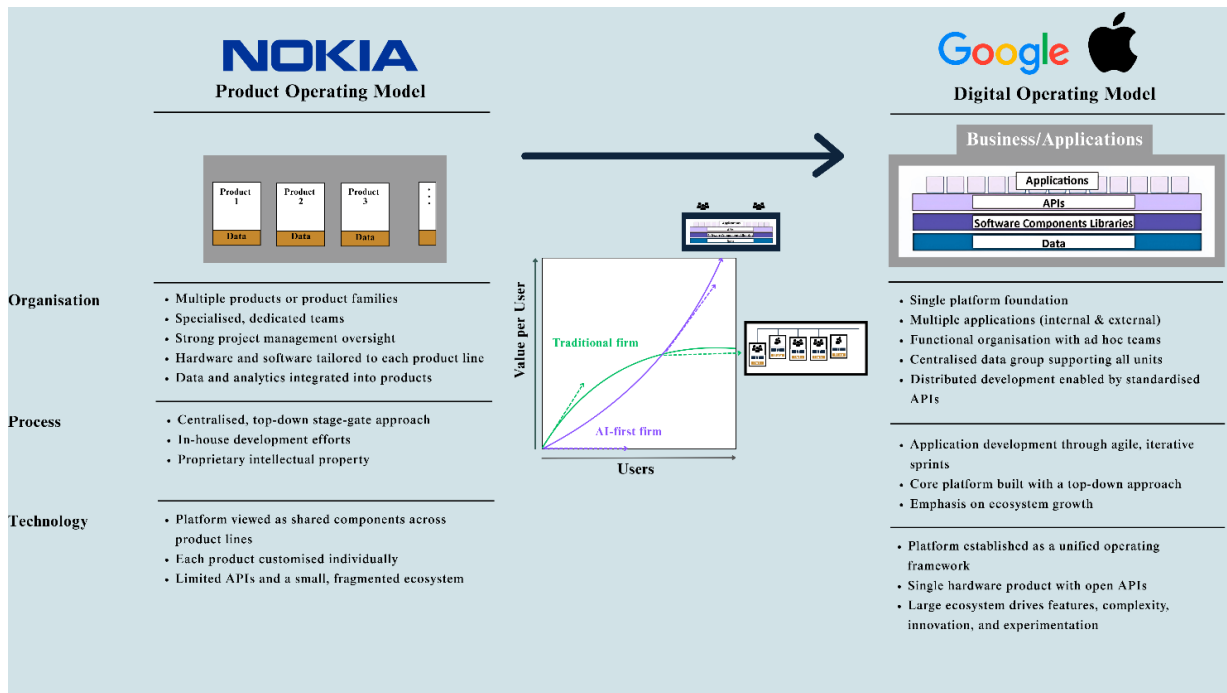 NOKIA
Product Operating Model
Product
1
Data
Product
2
Data
Product
3
Data
Google
Digital Operating Model
Business/Applications
Applications
APIs
Software Components Libraries
Data
Value per User
Traditional firm
AI-first firm
Users
Organisation
• Multiple products or product families
• Specialised, dedicated teams
• Strong project management oversight
• Hardware and software tailored to each product line
• Data and analytics integrated into products
• Single platform foundation
• Multiple applications (internal & external)
• Functional organisation with ad hoc teams
• Centralised data group supporting all units
• Distributed development enabled by standardised
APIs
Process
• Centralised, top-down stage-gate approach
• In-house development efforts
• Proprietary intellectual property
• Application development through agile, iterative
sprints
• Core platform built with a top-down approach
• Emphasis on ecosystem growth
Technology
• Platform viewed as shared components across
product lines
• Each product customised individually
• Limited APIs and a small, fragmented ecosystem
• Platform established as a unified operating
framework
• Single hardware product with open APIs
• Large ecosystem drives features, complexity,
innovation, and experimentation